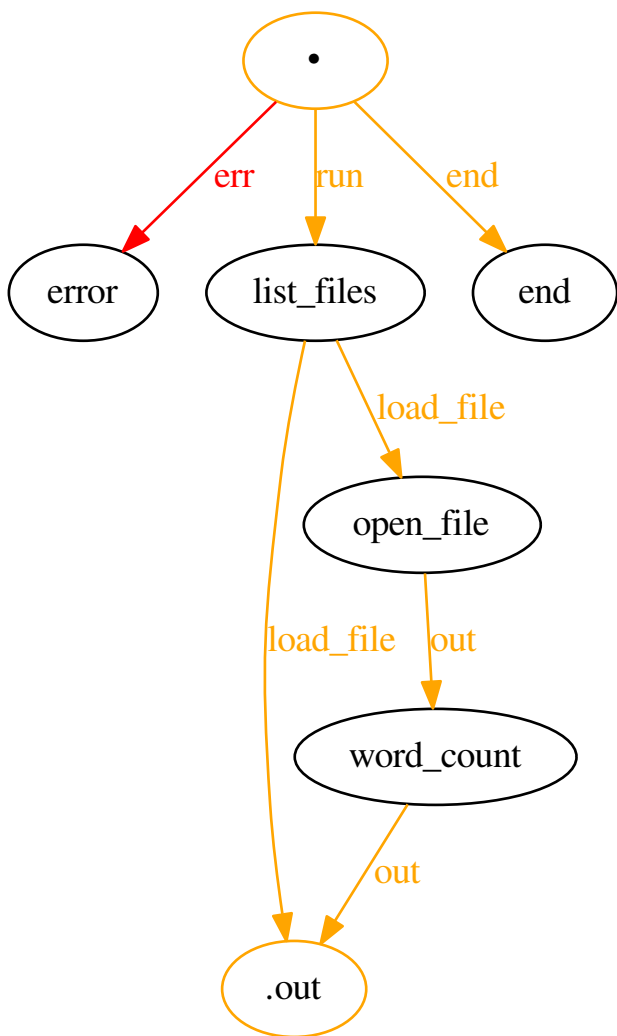 •
err
run
end
error
list_files
end
load_file
open_file
load_file
out
word_count
out
.out